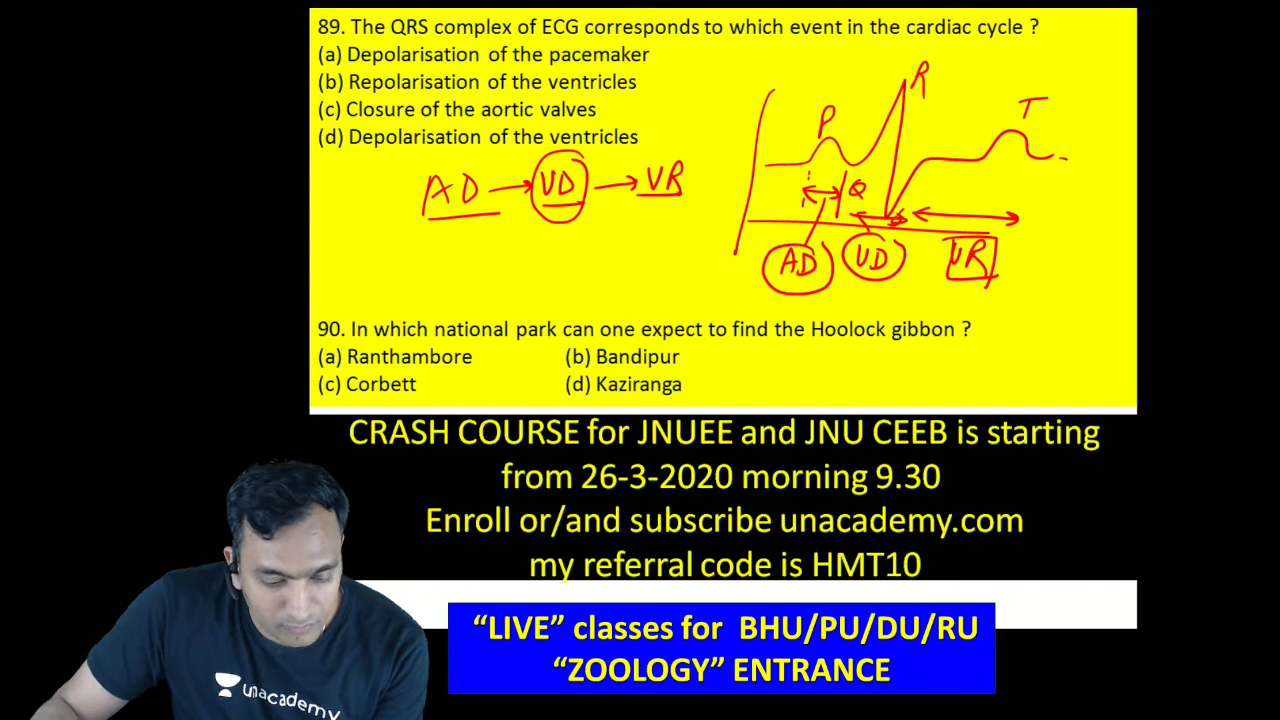 89. The QRS complex of ECG corresponds to which event in the cardiac cycle ?
(a) Depolarisation of the pacemaker
(b) Repolarisation of the ventricles
(c) Closure of the aortic valves
(d) Depolarisation of the ventricles
AD → VD → VR
R
P
T
Q
S
AD VD VR
90. In which national park can one expect to find the Hoolock gibbon ?
(a) Ranthambore (b) Bandipur
(c) Corbett (d) Kaziranga
CRASH COURSE for JNUEE and JNU CEEB is starting
from 26-3-2020 morning 9.30
Enroll or/and subscribe unacademy.com
my referral code is HMT10
“LIVE” classes for BHU/PU/DU/RU
“ZOOLOGY” ENTRANCE
unacademy